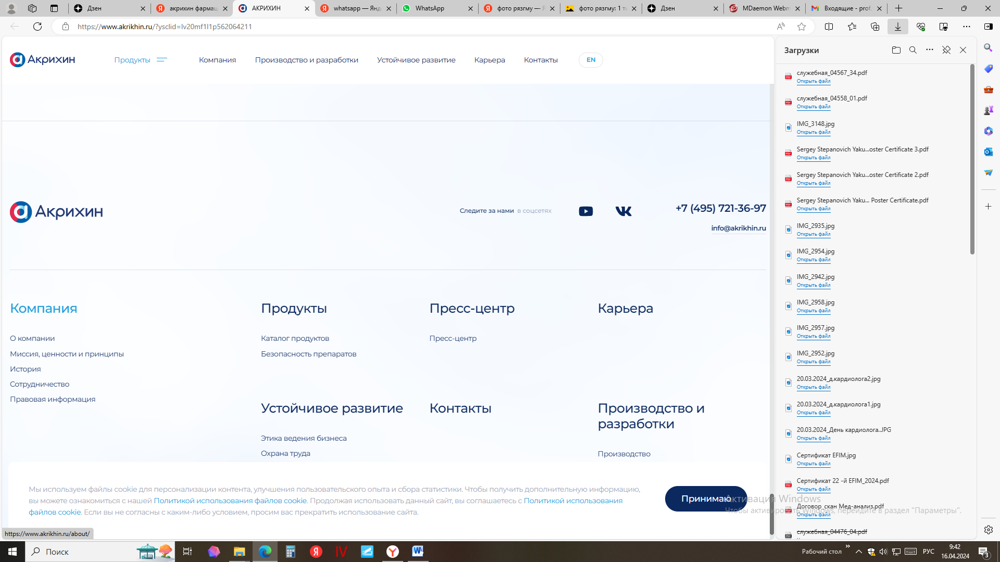 Дзен
акрихин фармац
АКРИХИН
whatsapp — Янд
WhatsApp
фото рязгму — Я
фото рязгму: 1 ты
Дзен
MDaemon Webm
Входящие - prof.
https://www.akrikhin.ru/?ysclid=lv20mf1l1p562064211
Акрихин
Продукты
Компания
Производство и разработки
Устойчивое развитие
Карьера
Контакты
EN
Акрихин
Следите за нами в соцсетях
+7 (495) 721-36-97
info@akrikhin.ru
Компания
О компании
Миссия, ценности и принципы
История
Сотрудничество
Правовая информация
Продукты
Каталог продуктов
Безопасность препаратов
Пресс-центр
Пресс-центр
Карьера
Устойчивое развитие
Этика ведения бизнеса
Охрана труда
Контакты
Производство и
разработки
Производство
Мы используем файлы cookie для персонализации контента, улучшения пользовательского опыта и сбора статистики. Чтобы получить дополнительную информацию,
вы можете ознакомиться с нашей Политикой использования файлов cookie. Продолжая использовать данный сайт, вы соглашаетесь с Политикой использования
файлов cookie. Если вы не согласны с каким-либо условием, просим вас прекратить использование сайта.
Принимаю
https://www.akrikhin.ru/about/
Загрузки
служебная_04567_34.pdf
Открыть файл
служебная_04558_01.pdf
Открыть файл
IMG_3148.jpg
Открыть файл
Sergey Stepanovich Yaku...oster Certificate 3.pdf
Открыть файл
Sergey Stepanovich Yaku...oster Certificate 2.pdf
Открыть файл
Sergey Stepanovich Yaku... Poster Certificate.pdf
Открыть файл
IMG_2935.jpg
Открыть файл
IMG_2954.jpg
Открыть файл
IMG_2942.jpg
Открыть файл
IMG_2958.jpg
Открыть файл
IMG_2957.jpg
Открыть файл
IMG_2952.jpg
Открыть файл
20.03.2024_д.кардиолога2.jpg
Открыть файл
20.03.2024_д.кардиолога1.jpg
Открыть файл
20.03.2024_День кардиолога..JPG
Открыть файл
Сертификат EFIM.jpg
Открыть файл
Сертификат 22 -й EFIM_2024.pdf
Открыть файл
Договор_скан Мед-анализ.pdf
Открыть файл
служебная_04476_04.pdf
Активация Windows
Чтобы активировать Windows, перейдите в раздел "Параметры".
Поиск
Рабочий стол
РУС
9:42
16.04.2024
3